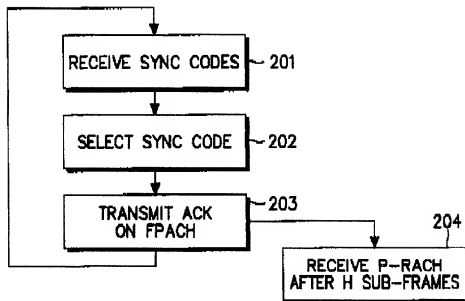 RECEIVE SYNC CODES
201
SELECT SYNC CODE
202
203
TRANSMIT ACK
ON FPACH
204
RECEIVE P-RACH
AFTER H SUB-FRAMES